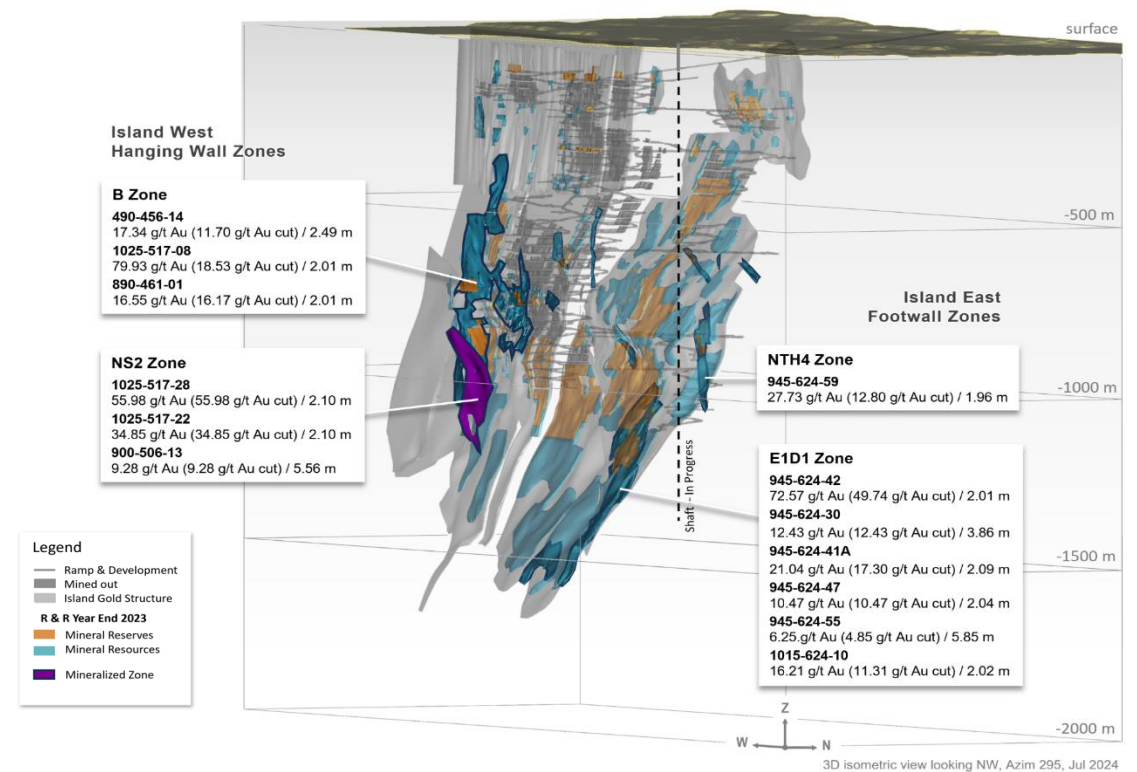 surface
Island West
Hanging Wall Zones
B Zone
490-456-14
17.34 g/t Au (11.70 g/t Au cut) / 2.49 m
1025-517-08
79.93 g/t Au (18.53 g/t Au cut) / 2.01 m
890-461-01
16.55 g/t Au (16.17 g/t Au cut) / 2.01 m
-500 m
Island East
Footwall Zones
NS2 Zone
1025-517-28
55.98 g/t Au (55.98 g/t Au cut) / 2.10 m
1025-517-22
34.85 g/t Au (34.85 g/t Au cut) / 2.10 m
900-506-13
9.28 g/t Au (9.28 g/t Au cut) / 5.56 m
NTH4 Zone
945-624-59
27.73 g/t Au (12.80 g/t Au cut) / 1.96 m
-1000 m
Shaft - In Progress
E1D1 Zone
945-624-42
72.57 g/t Au (49.74 g/t Au cut) / 2.01 m
945-624-30
12.43 g/t Au (12.43 g/t Au cut) / 3.86 m
945-624-41A
21.04 g/t Au (17.30 g/t Au cut) / 2.09 m
945-624-47
10.47 g/t Au (10.47 g/t Au cut) / 2.04 m
945-624-55
6.25.g/t Au (4.85 g/t Au cut) / 5.85 m
1015-624-10
16.21 g/t Au (11.31 g/t Au cut) / 2.02 m
-1500 m
Legend
Ramp & Development
Mined out
Island Gold Structure
R & R Year End 2023
Mineral Reserves
Mineral Resources
Mineralized Zone
-2000 m
Z
W
N
3D isometric view looking NW, Azim 295, Jul 2024